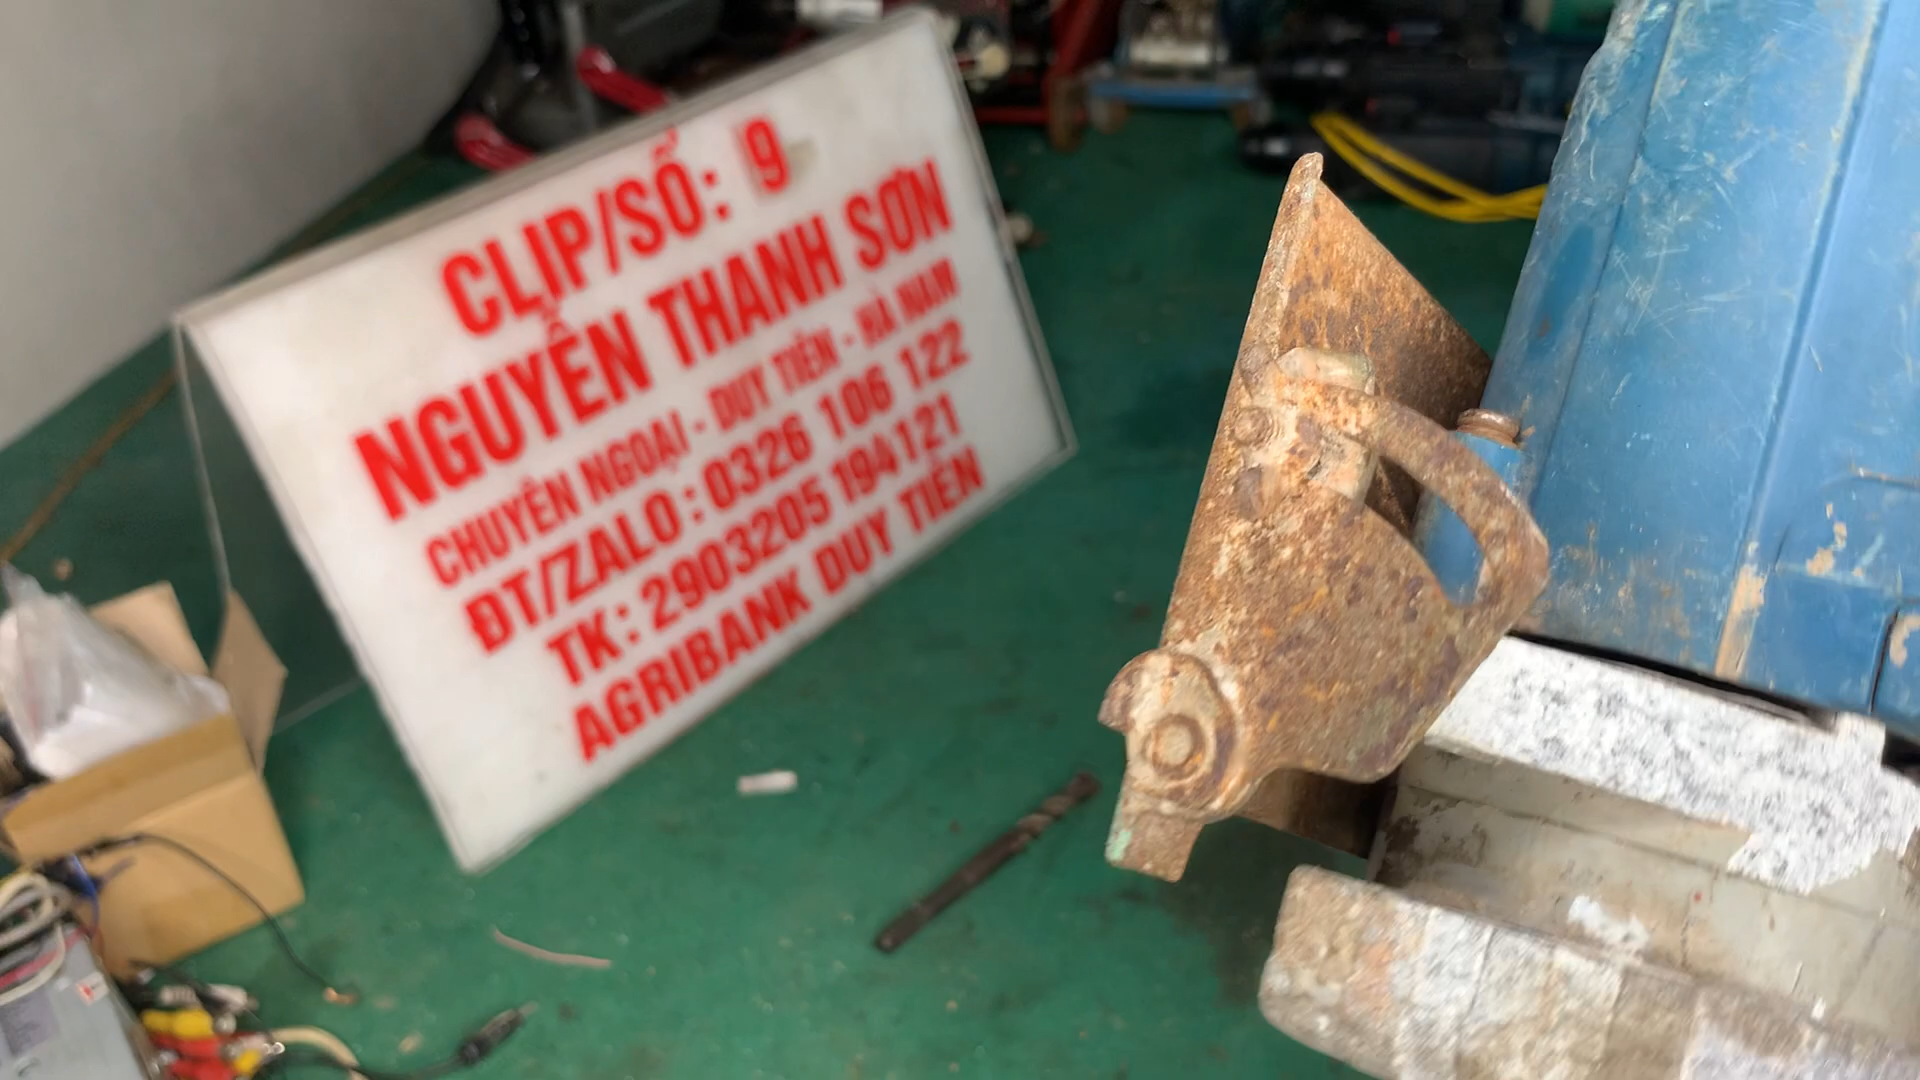 CLIP/SỐ: 9
NGUYỄN THANH SƠN
CHUYÊN NGOẠI - DUY TIÊN - HÀ NAM
ĐT/ZALO: 0326 106 122
TK: 2903205 194121
AGRIBANK DUY TIÊN